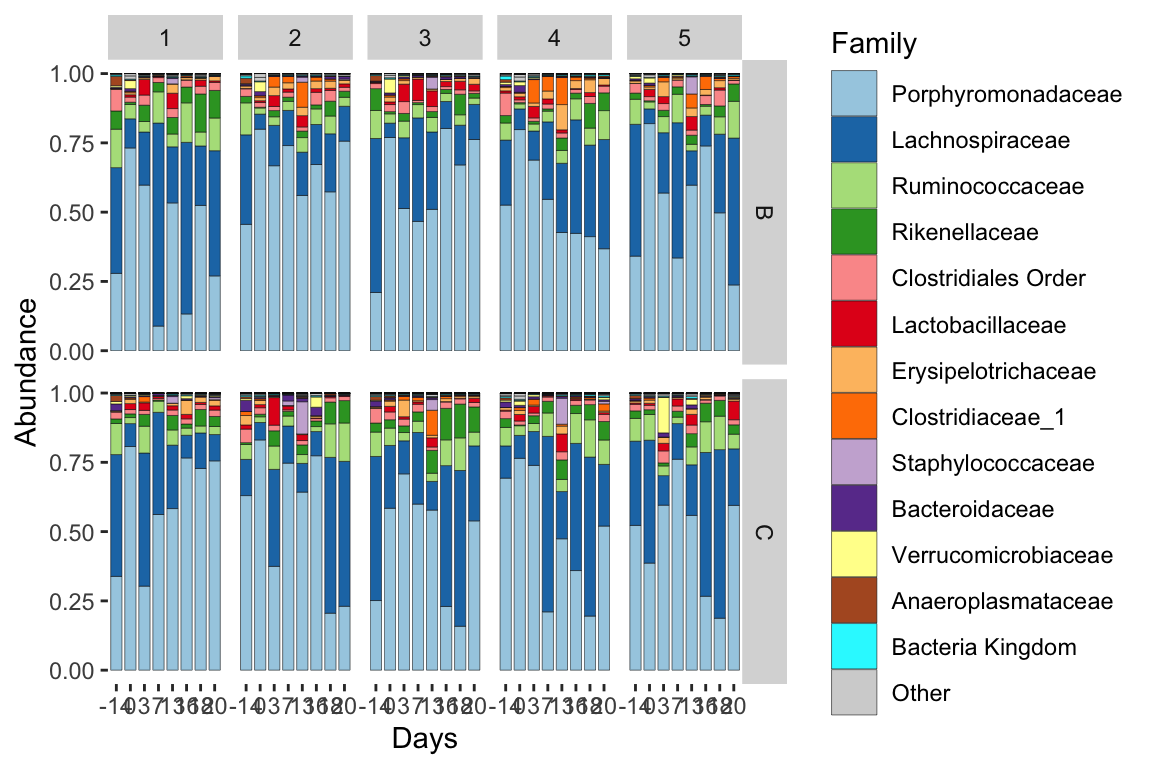 1 2 3 4 5
Family
1.00
0.75
0.50
0.25
0.00
B
1.00
0.75
0.50
0.25
0.00
C
Abundance
Days
Porphyromonadaceae
Lachnospiraceae
Ruminococcaceae
Rikenellaceae
Clostridiales Order
Lactobacillaceae
Erysipelotrichaceae
Clostridiaceae_1
Staphylococcaceae
Bacteroidaceae
Verrucomicrobiaceae
Anaeroplasmataceae
Bacteria Kingdom
Other